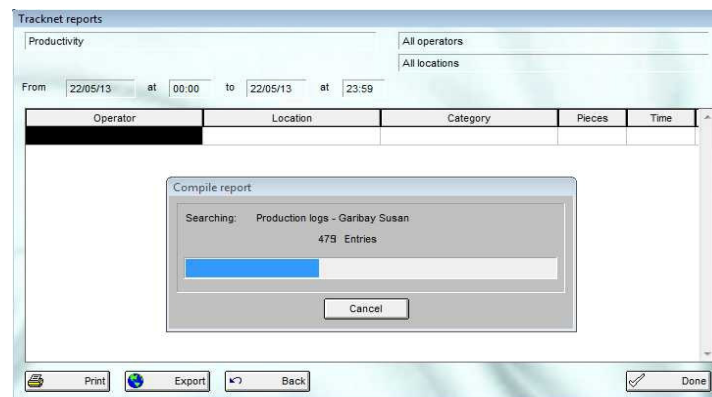 Tracknet reports
Productivity
All operators
All locations
From 22/05/13 at 00:00 to 22/05/13 at 23:59
Operator Location Category Pieces Time
Compile report
Searching: Production logs - Garibay Susan
Entries
Cancel
Print Export Back Done